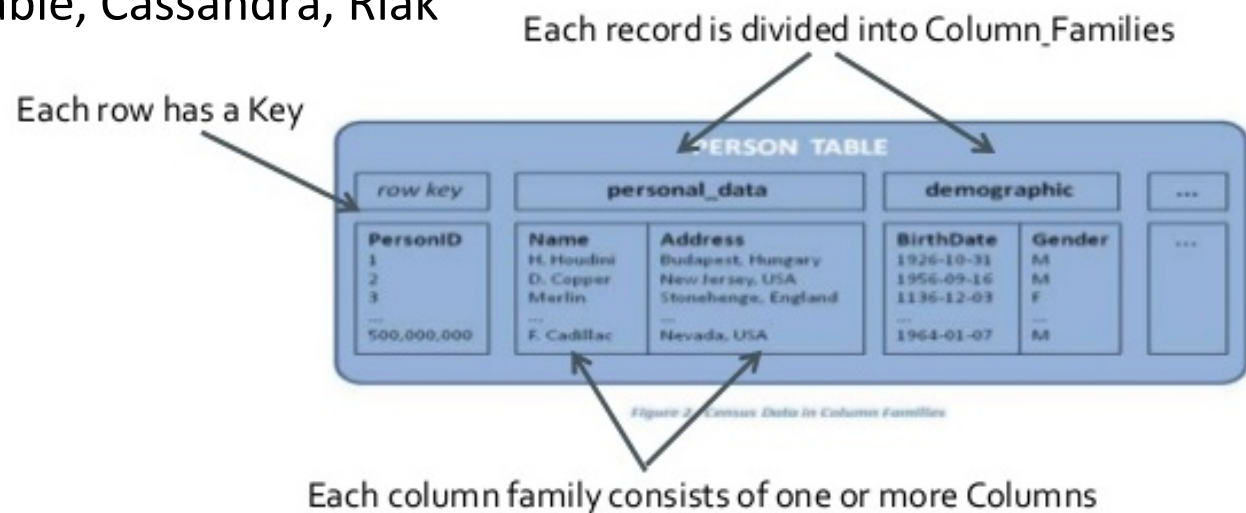 able, Cassandra, Riak
Each record is divided into Column_Families
Each row has a Key
PERSON TABLE
row key personal_data demographic ...
PersonID Name Address BirthDate Gender ...
1 H. Houdini Budapest, Hungary 1926-10-31 M
2 D. Copper New Jersey, USA 1956-09-16 M
3 Merlin Stonehenge, England 1136-12-03 F
... ... ... ... ...
500,000,000 F. Cadillac Nevada, USA 1964-01-07 M
Figure 2. Census Data in Column Families
Each column family consists of one or more Columns